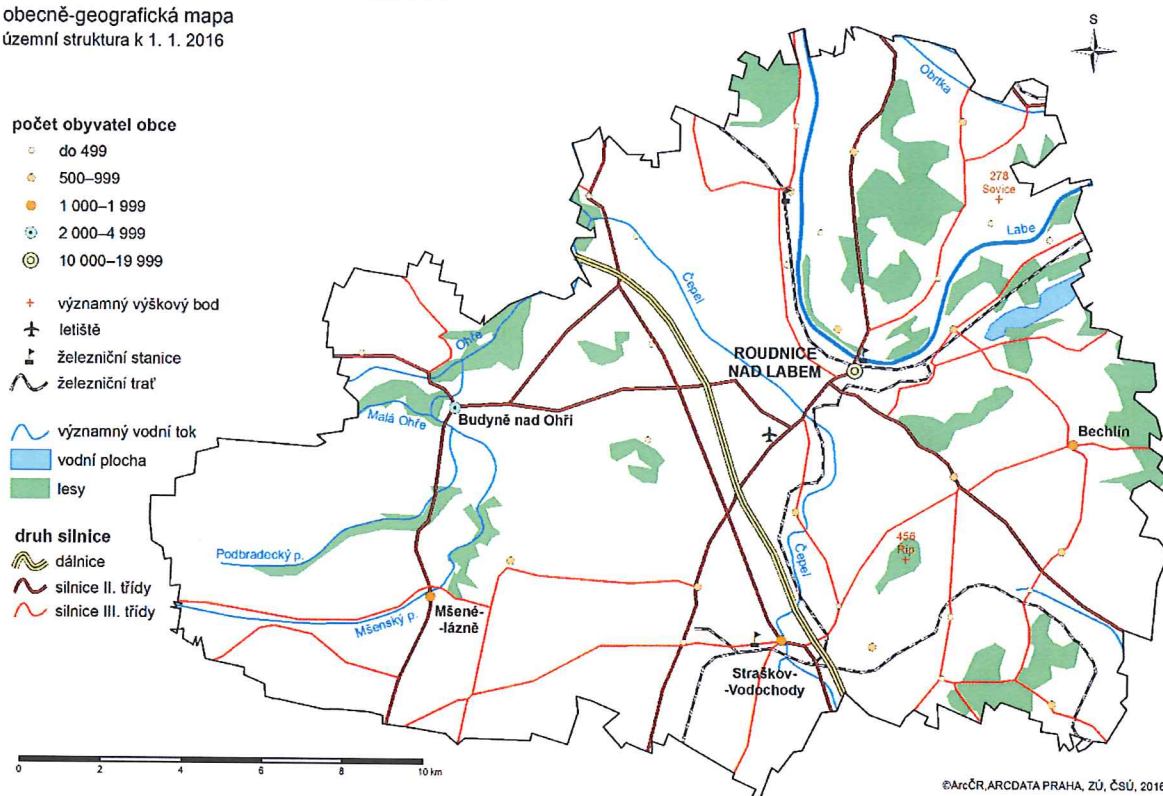 obecně-geografická mapa
územní struktura k 1. 1. 2016
S
počet obyvatel obce
do 499
500–999
1 000–1 999
2 000–4 999
10 000–19 999
významný výškový bod
letiště
železniční stanice
železniční trať
významný vodní tok
vodní plocha
lesy
druh silnice
dálnice
silnice II. třídy
silnice III. třídy
Obrtka
278
Sovice
Labe
Čepel
Ohře
ROUDNICE
NAD LABEM
Malá Ohře
Budyně nad Ohří
Bechlín
456
Říp
Podbradecký p.
Čepel
Mšené-
-lázně
Mšenský p.
Straškov-
-Vodochody
0 2 4 6 8 10 km
©ArcČR,ARCDATA PRAHA, ZÚ, ČSÚ, 2016